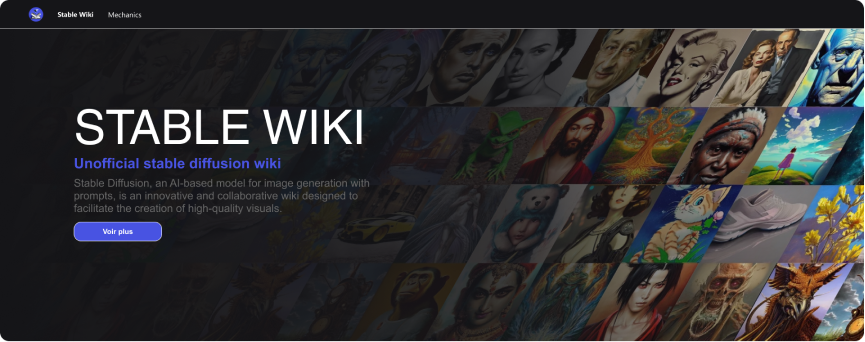 Stable Wiki Mechanics
STABLE WIKI
Unofficial stable diffusion wiki
Stable Diffusion, an AI-based model for image generation with
prompts, is an innovative and collaborative wiki designed to
facilitate the creation of high-quality visuals.
Voir plus